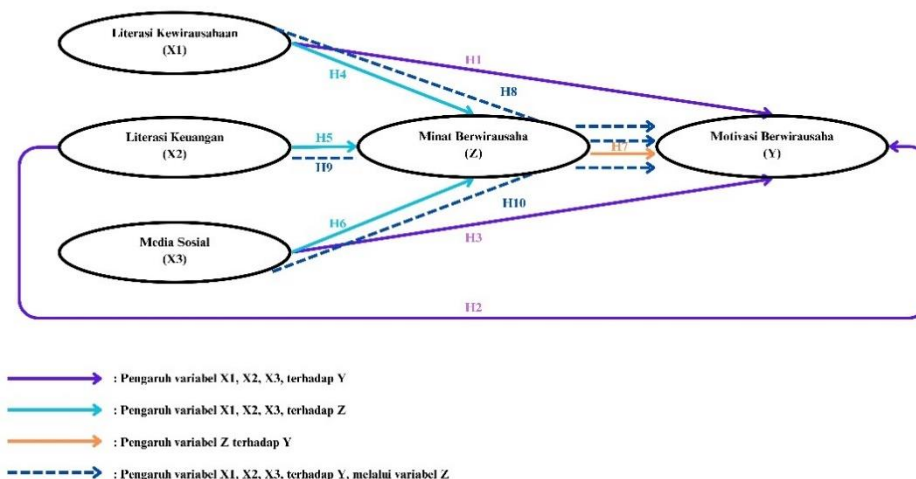 Literasi Kewirausahaan
(X1)
H1
H4
H8
Literasi Keuangan
(X2)
H5
H9
Minat Berwirausaha
(Z)
H7
Motivasi Berwirausaha
(Y)
H10
H6
Media Sosial
(X3)
H3
H2
: Pengaruh variabel X1, X2, X3, terhadap Y
: Pengaruh variabel X1, X2, X3, terhadap Z
: Pengaruh variabel Z terhadap Y
: Pengaruh variabel X1, X2, X3, terhadap Y, melalui variabel Z